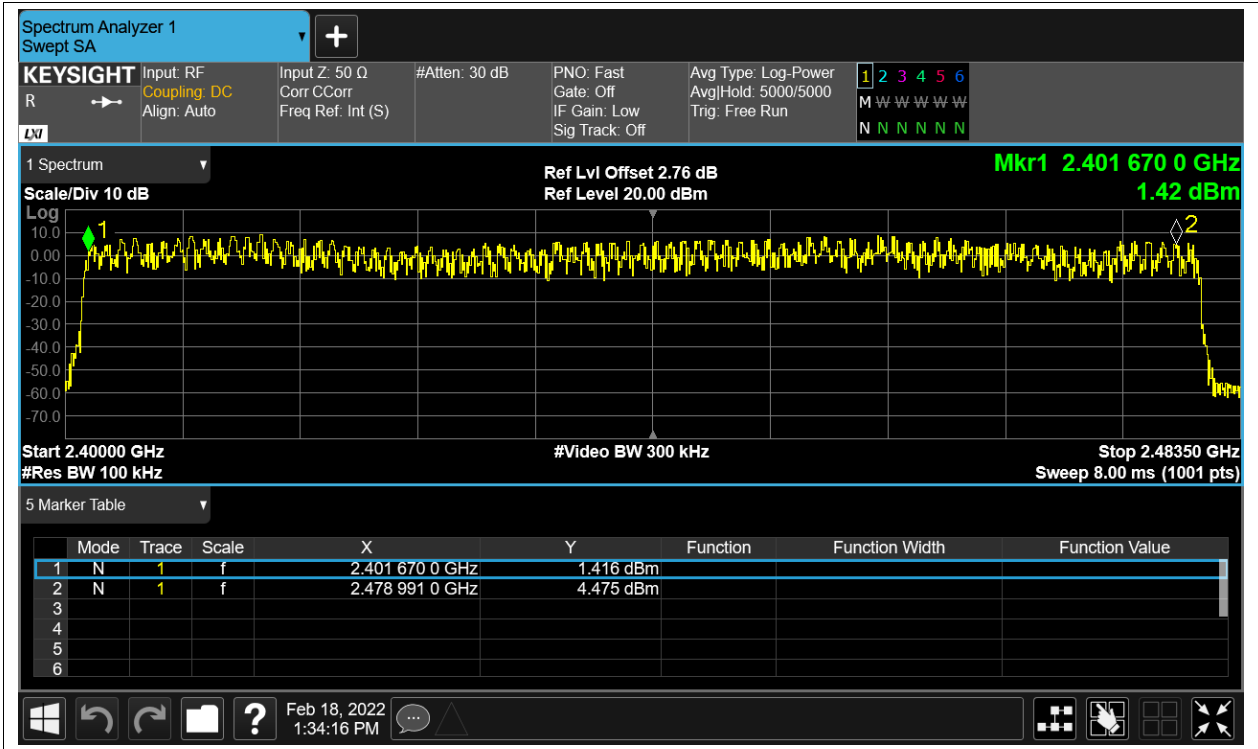 Spectrum Analyzer 1
Swept SA
KEYSIGHT
R
LXI
Input: RF
Coupling: DC
Align: Auto
Input Z: 50 Ω
Corr CCorr
Freq Ref: Int (S)
#Atten: 30 dB
PNO: Fast
Gate: Off
IF Gain: Low
Sig Track: Off
Avg Type: Log-Power
Avg|Hold: 5000/5000
Trig: Free Run
1 2 3 4 5 6
M W W W W W
N N N N N N
1 Spectrum
Scale/Div 10 dB
Ref Lvl Offset 2.76 dB
Ref Level 20.00 dBm
Mkr1 2.401 670 0 GHz
1.42 dBm
Log
10.0
0.00
-10.0
-20.0
-30.0
-40.0
-50.0
-60.0
-70.0
1
2
Start 2.40000 GHz
#Res BW 100 kHz
#Video BW 300 kHz
Stop 2.48350 GHz
Sweep 8.00 ms (1001 pts)
5 Marker Table
Mode Trace Scale X Y Function Function Width Function Value
1 N 1 f 2.401 670 0 GHz 1.416 dBm
2 N 1 f 2.478 991 0 GHz 4.475 dBm
3
4
5
6
?
Feb 18, 2022
1:34:16 PM